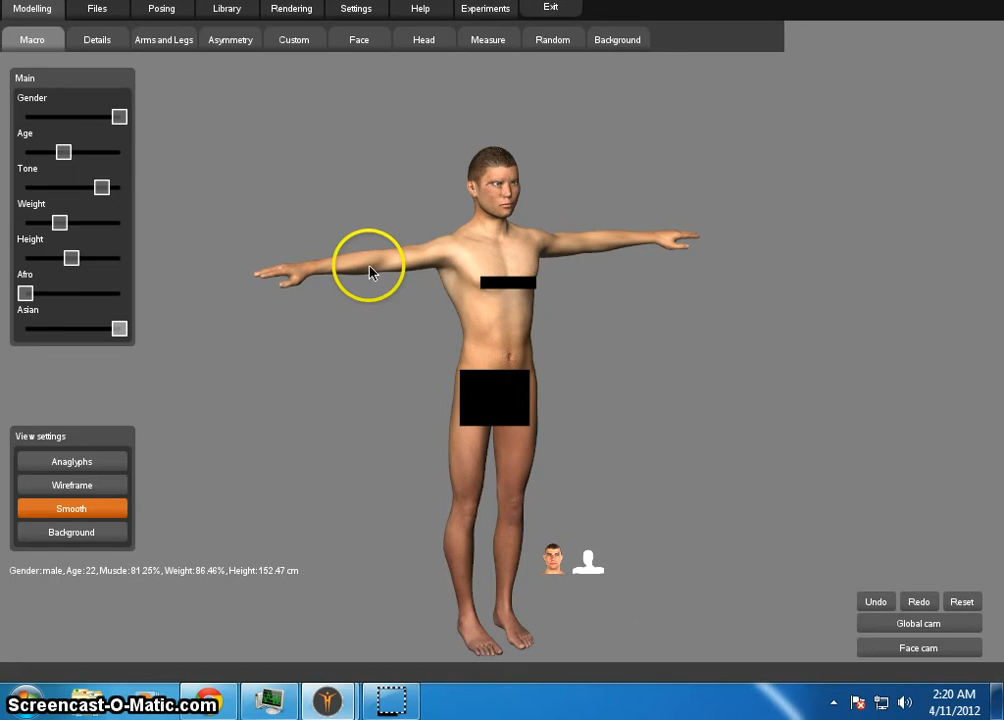 Modelling Files Posing Library Rendering Settings Help Experiments Exit
Macro Details Arms and Legs Asymmetry Custom Face Head Measure Random Background
Main
Gender
Age
Tone
Weight
Height
Afro
Asian
View settings
Anaglyphs
Wireframe
Smooth
Background
Gender: male, Age: 22, Muscle: 81.25%, Weight: 86.46%, Height: 152.47 cm
Undo Redo Reset
Global cam
Face cam
Screencast-O-Matic.com
2:20 AM
4/11/2012